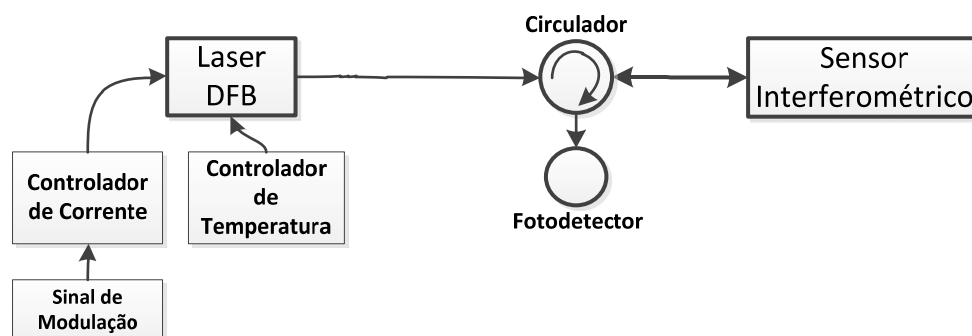 Circulador
Laser
DFB
Sensor
Interferométrico
Controlador
de Corrente
Controlador
de
Temperatura
Fotodetector
Sinal de
Modulação